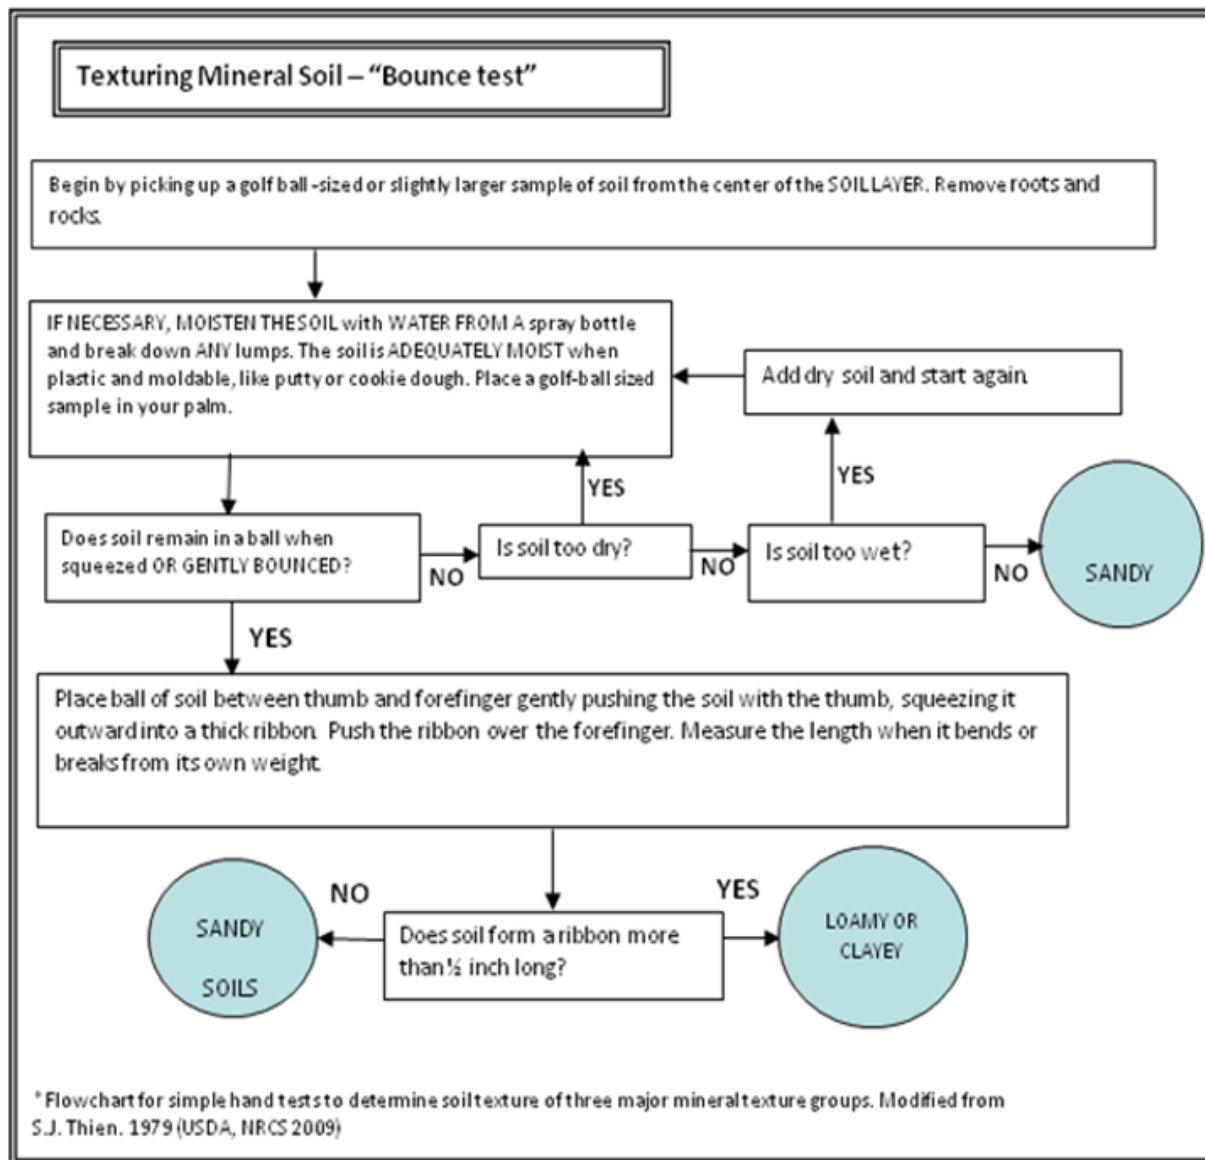 Texturing Mineral Soil – "Bounce test"
Begin by picking up a golf ball -sized or slightly larger sample of soil from the center of the SOIL LAYER. Remove roots and
rocks.
IF NECESSARY, MOISTEN THE SOIL with WATER FROM A spray bottle
and break down ANY lumps. The soil is ADEQUATELY MOIST when
plastic and moldable, like putty or cookie dough. Place a golf-ball sized
sample in your palm.
Add dry soil and start again.
YES
YES
Does soil remain in a ball when
squeezed OR GENTLY BOUNCED?
NO
Is soil too dry?
NO
Is soil too wet?
NO
SANDY
YES
Place ball of soil between thumb and forefinger gently pushing the soil with the thumb, squeezing it
outward into a thick ribbon. Push the ribbon over the forefinger. Measure the length when it bends or
breaks from its own weight.
NO
YES
SANDY
SOILS
Does soil form a ribbon more
than ½ inch long?
LOAMY OR
CLAYEY
*Flowchart for simple hand tests to determine soil texture of three major mineral texture groups. Modified from
S.J. Thien. 1979 (USDA, NRCS 2009)